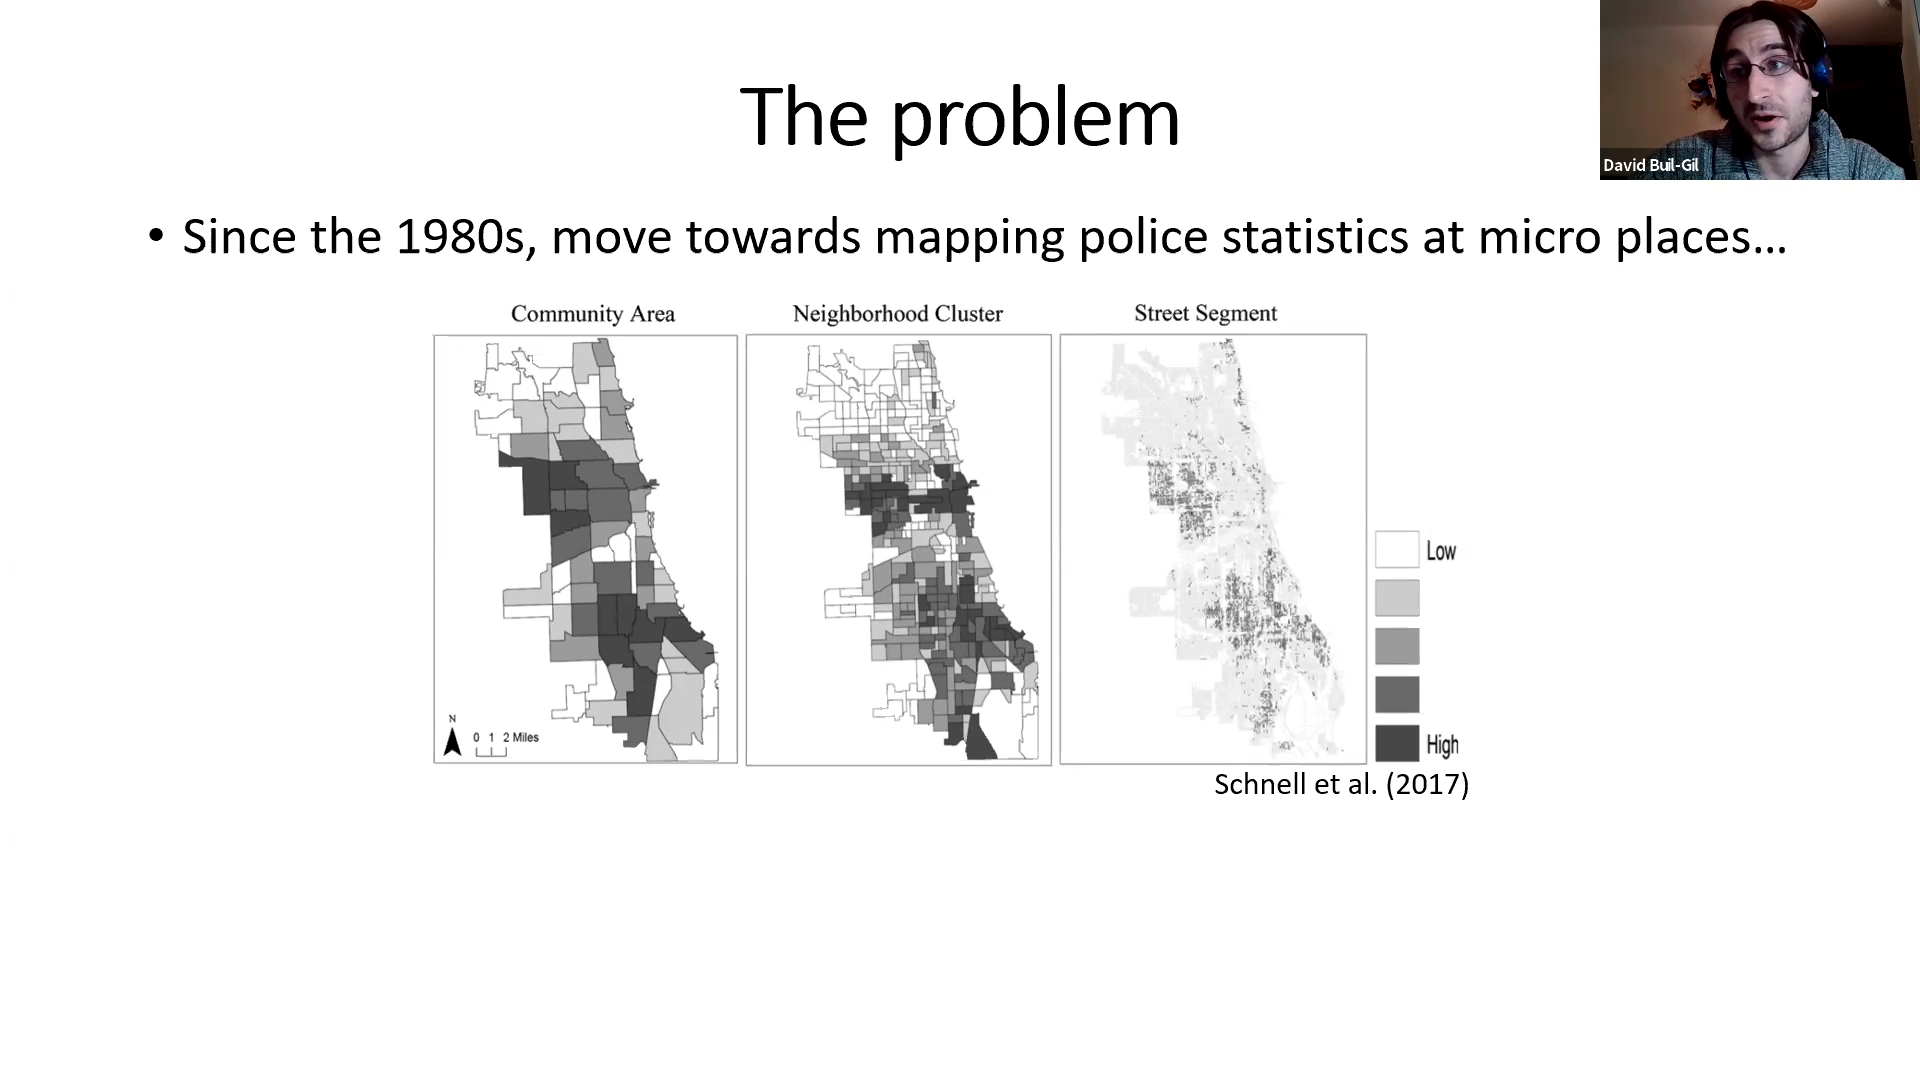 The problem
David Buil-Gil
• Since the 1980s, move towards mapping police statistics at micro places…
Community Area
Neighborhood Cluster
Street Segment
Low
High
N
0 1 2 Miles
Schnell et al. (2017)